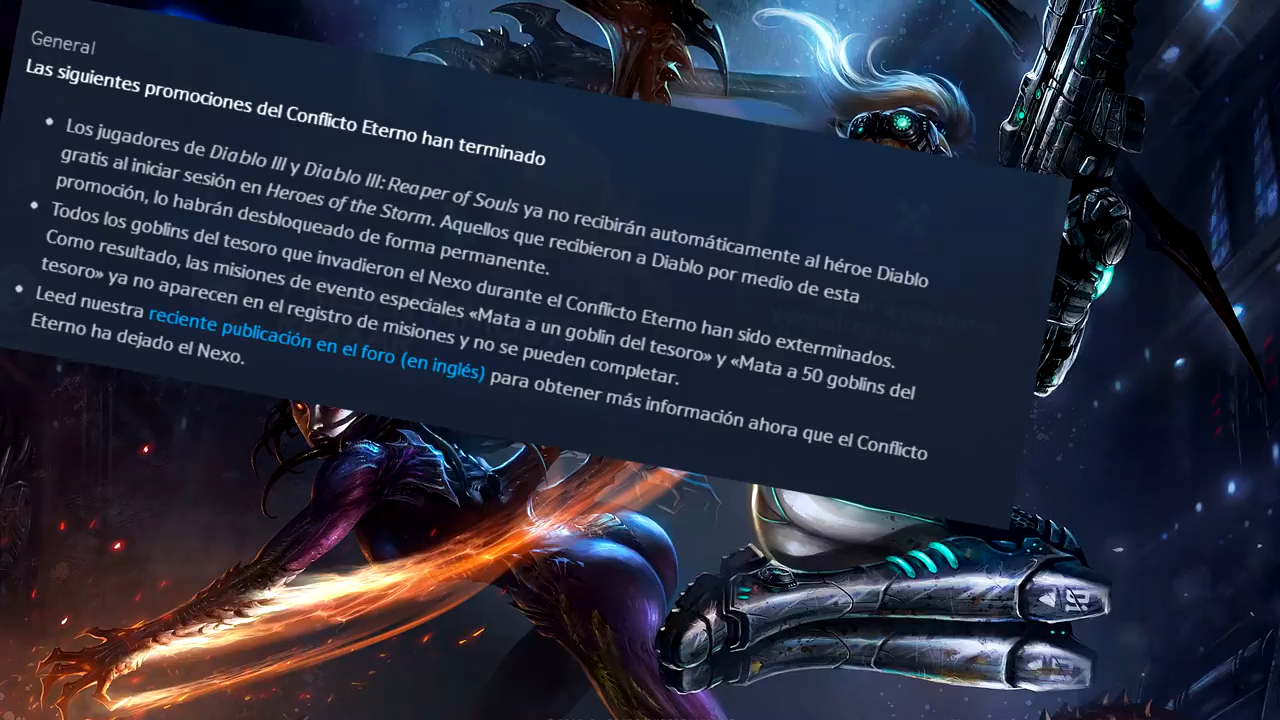 General
Las siguientes promociones del Conflicto Eterno han terminado
• Los jugadores de Diablo III y Diablo III: Reaper of Souls ya no recibirán automáticamente al héroe Diablo
gratis al iniciar sesión en Heroes of the Storm. Aquellos que recibieron a Diablo por medio de esta
promoción, lo habrán desbloqueado de forma permanente.
• Todos los goblins del tesoro que invadieron el Nexo durante el Conflicto Eterno han sido exterminados.
Como resultado, las misiones de evento especiales «Mata a un goblin del tesoro» y «Mata a 50 goblins del
tesoro» ya no aparecen en el registro de misiones y no se pueden completar.
• Leed nuestra reciente publicación en el foro (en inglés) para obtener más información ahora que el Conflicto
Eterno ha dejado el Nexo.